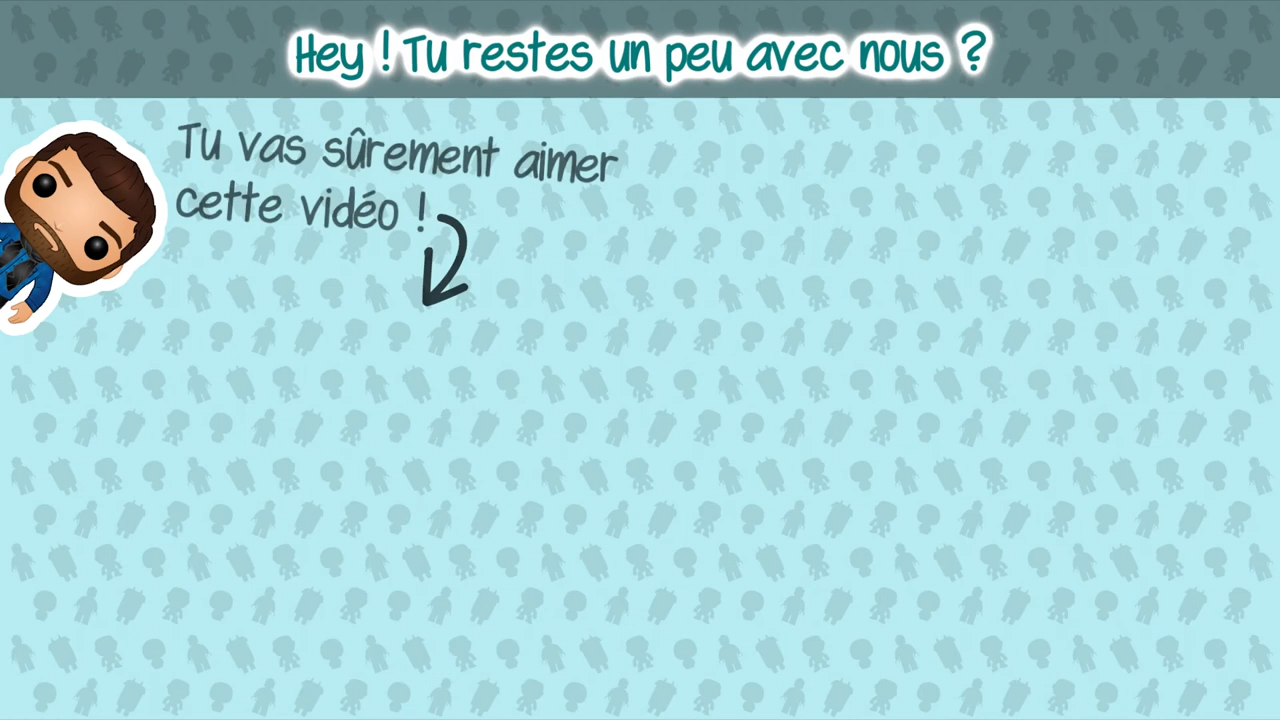 Hey ! Tu restes un peu avec nous ?
Tu vas sûrement aimer
cette vidéo !